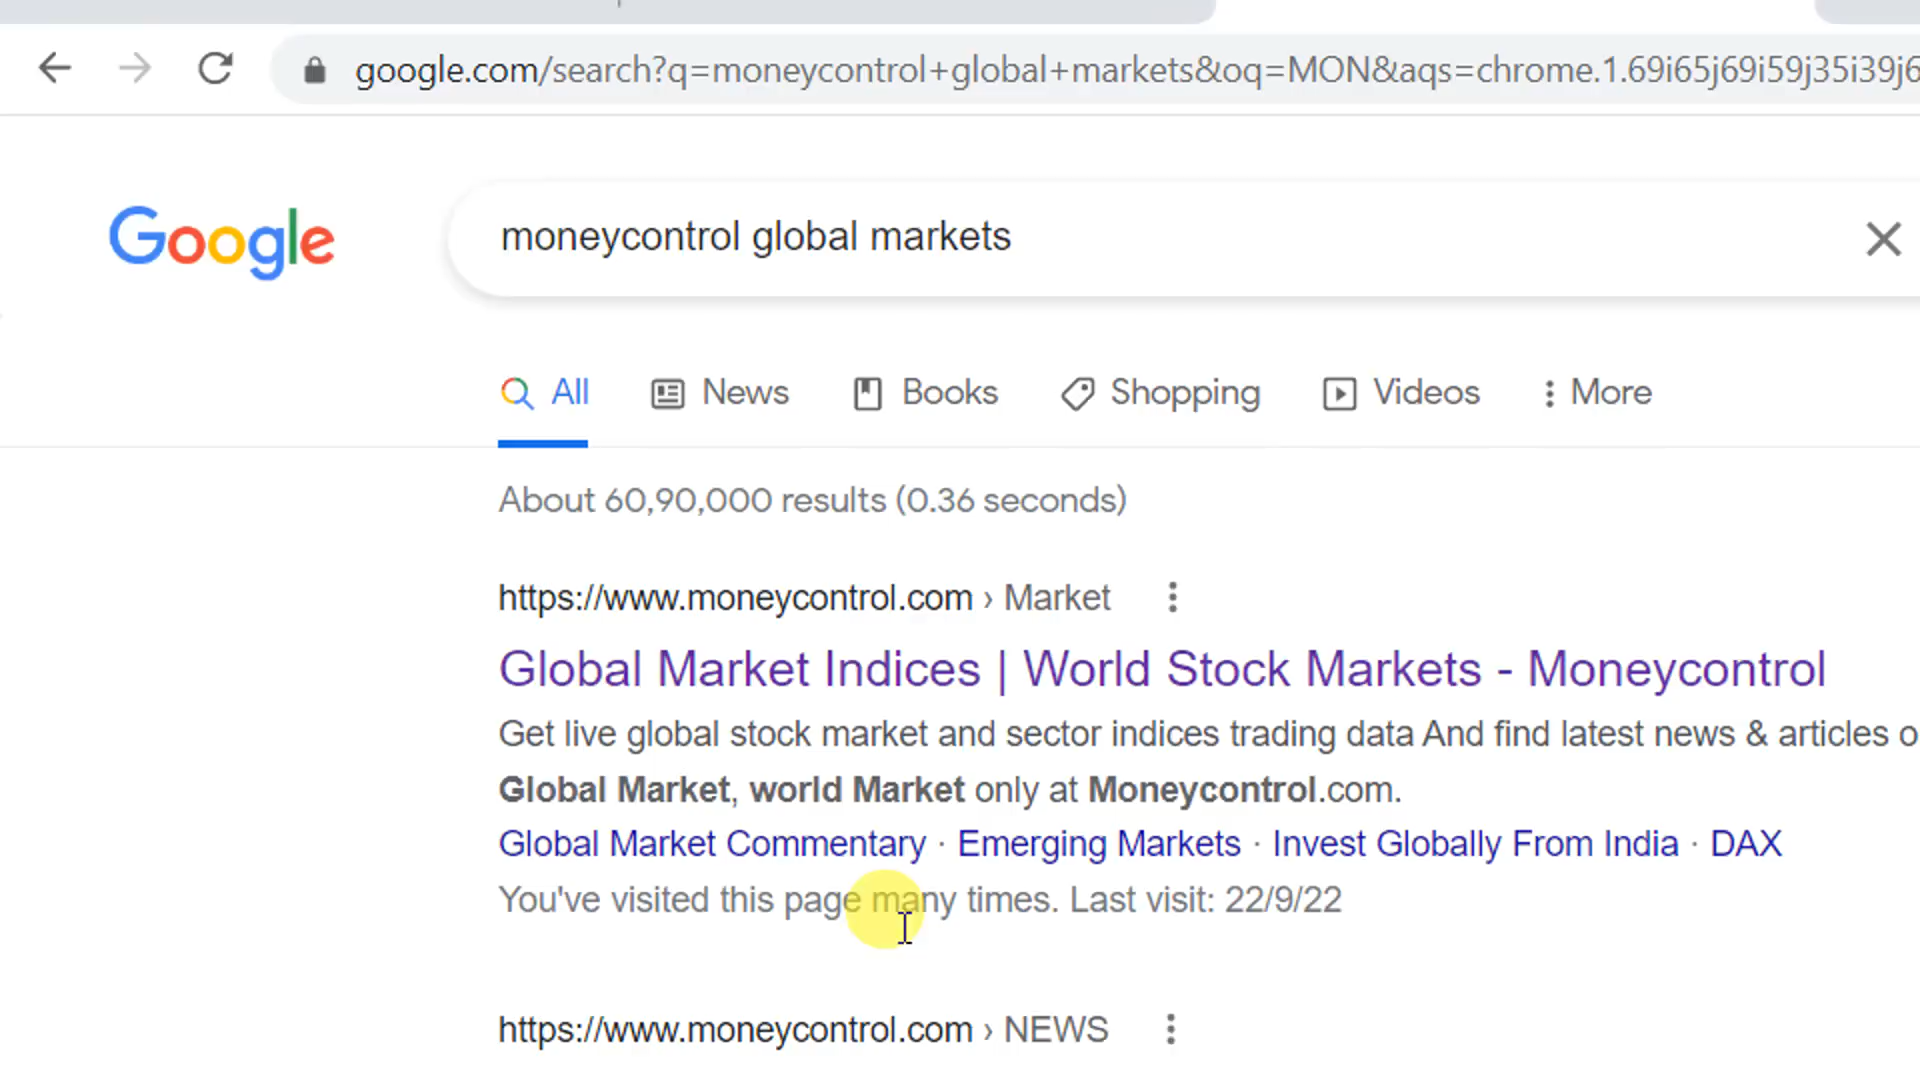 google.com/search?q=moneycontrol+global+markets&oq=MON&aqs=chrome.1.69i65j69i59j35i39j6
Google
moneycontrol global markets
All News Books Shopping Videos More
About 60,90,000 results (0.36 seconds)
https://www.moneycontrol.com › Market
Global Market Indices | World Stock Markets - Moneycontrol
Get live global stock market and sector indices trading data And find latest news & articles o
Global Market, world Market only at Moneycontrol.com.
Global Market Commentary · Emerging Markets · Invest Globally From India · DAX
You've visited this page many times. Last visit: 22/9/22
https://www.moneycontrol.com › NEWS